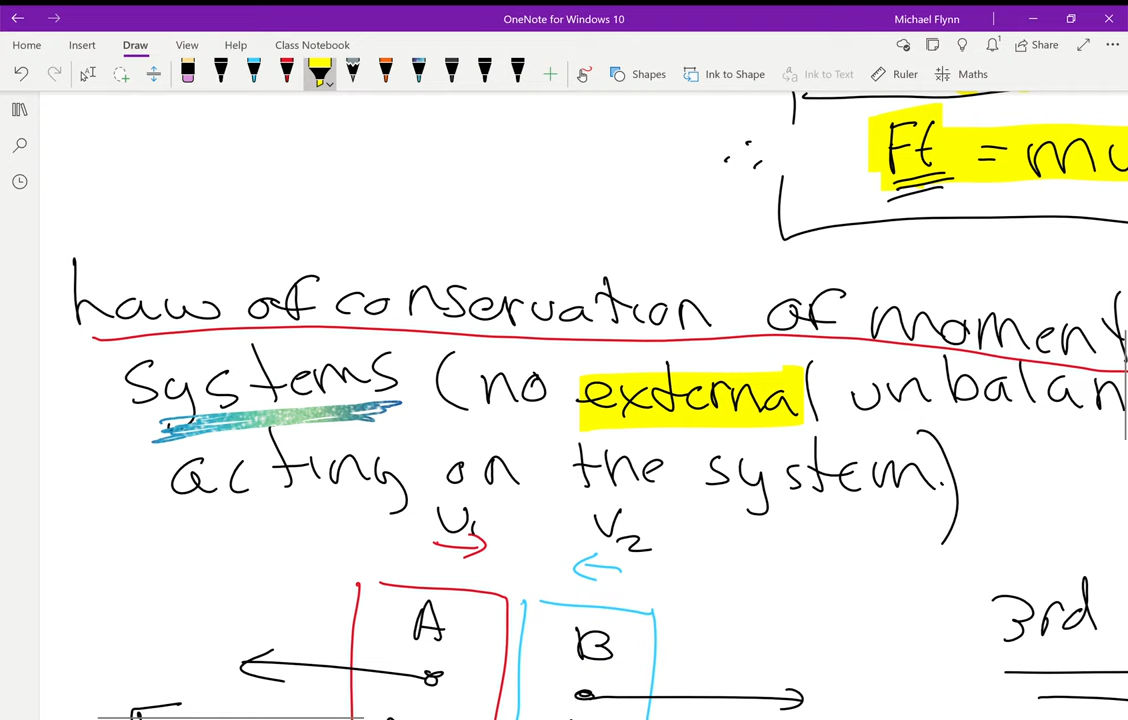 OneNote for Windows 10
Michael Flynn
Home Insert Draw View Help Class Notebook
Share
Shapes Ink to Shape Ink to Text Ruler Maths
∴ Ft = mv
Law of conservation of moment
systems (no external unbalan
acting on the system.)
v₂
A B
3rd